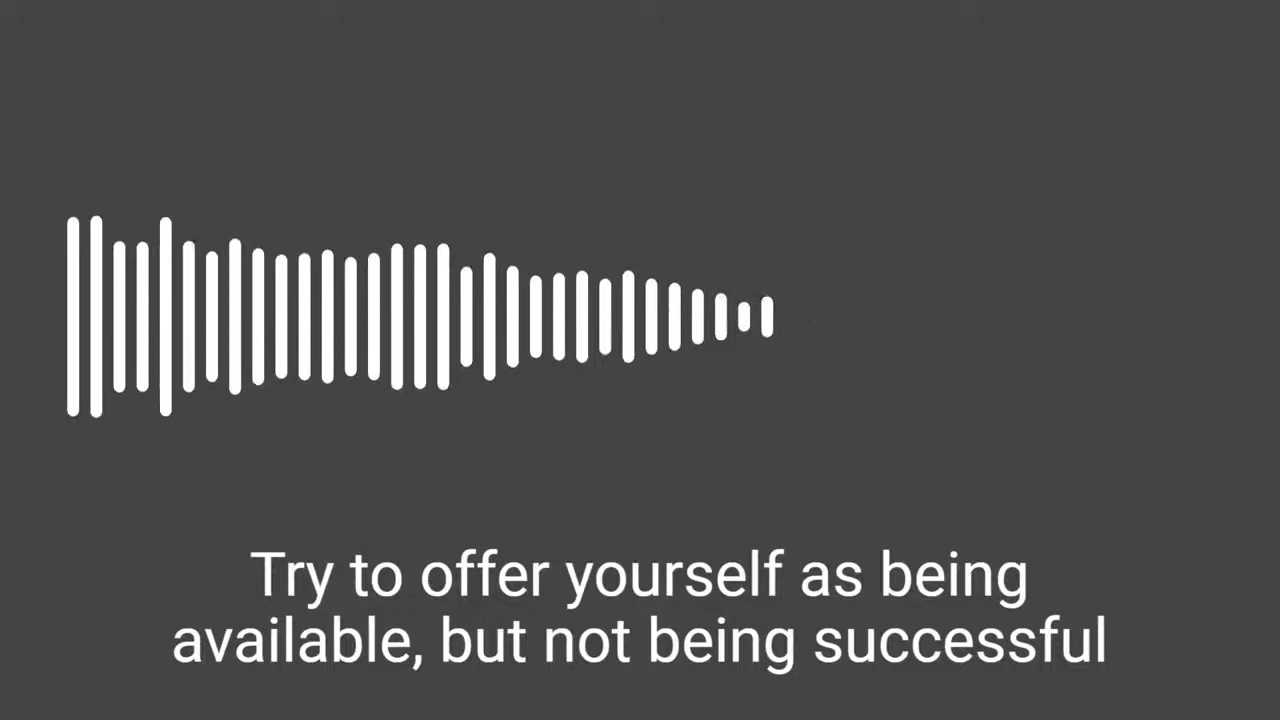 Try to offer yourself as being
available, but not being successful